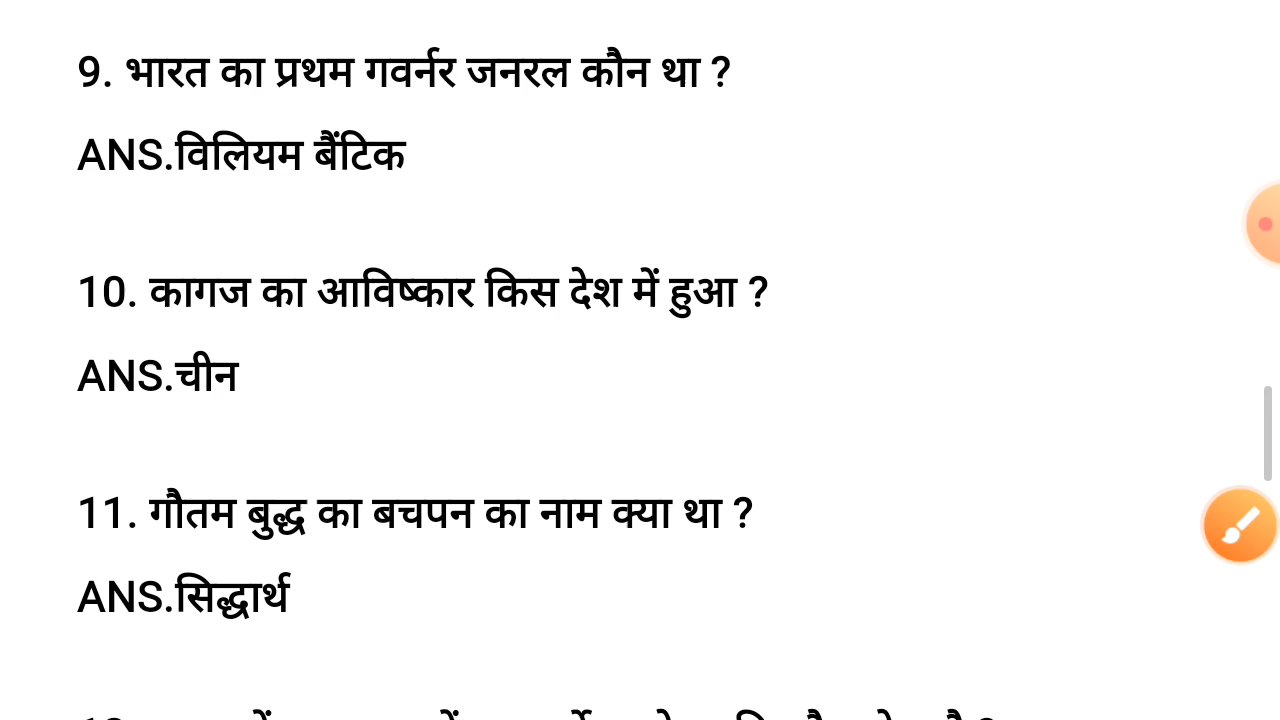 9. भारत का प्रथम गवर्नर जनरल कौन था ?
ANS.विलियम बैंटिक
10. कागज का आविष्कार किस देश में हुआ ?
ANS.चीन
11. गौतम बुद्ध का बचपन का नाम क्या था ?
ANS.सिद्धार्थ